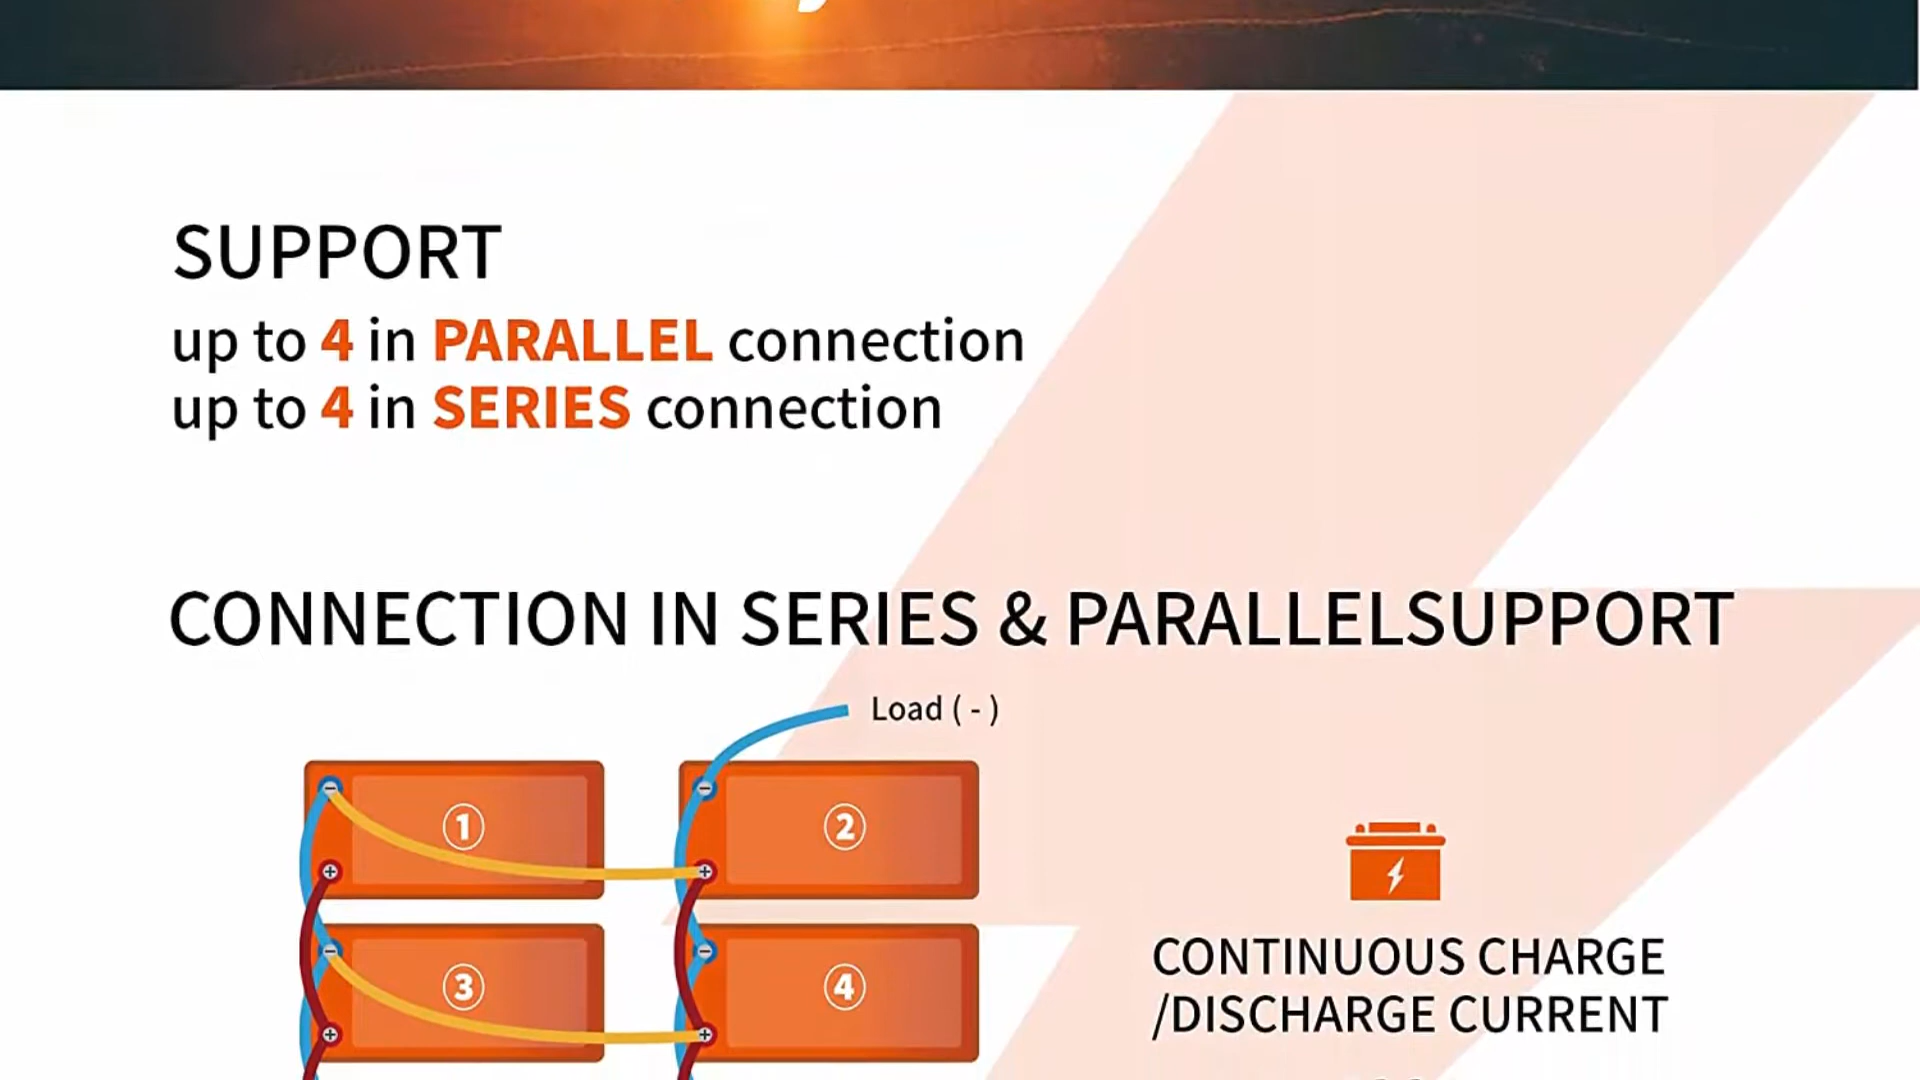 SUPPORT
up to 4 in PARALLEL connection
up to 4 in SERIES connection
CONNECTION IN SERIES & PARALLELSUPPORT
Load ( - )
① ②
③ ④
CONTINUOUS CHARGE
/DISCHARGE CURRENT